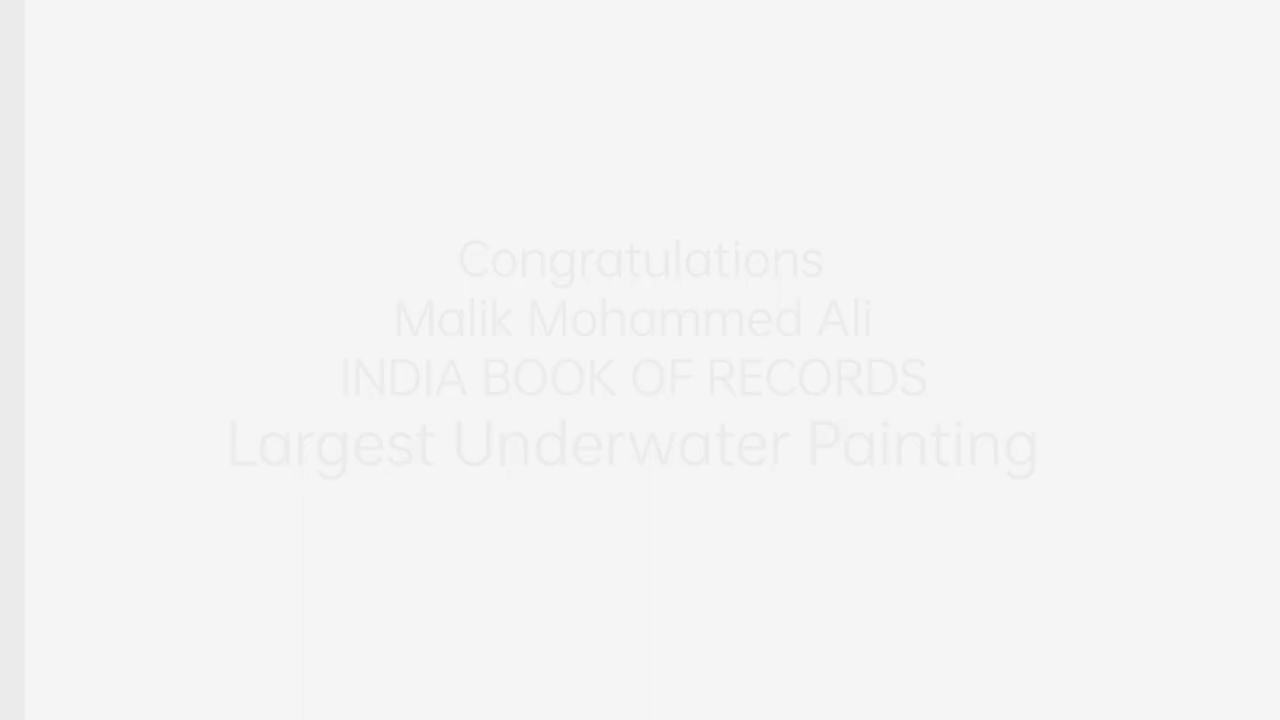 Congratulations
Malik Mohammed Ali
INDIA BOOK OF RECORDS
Largest Underwater Painting